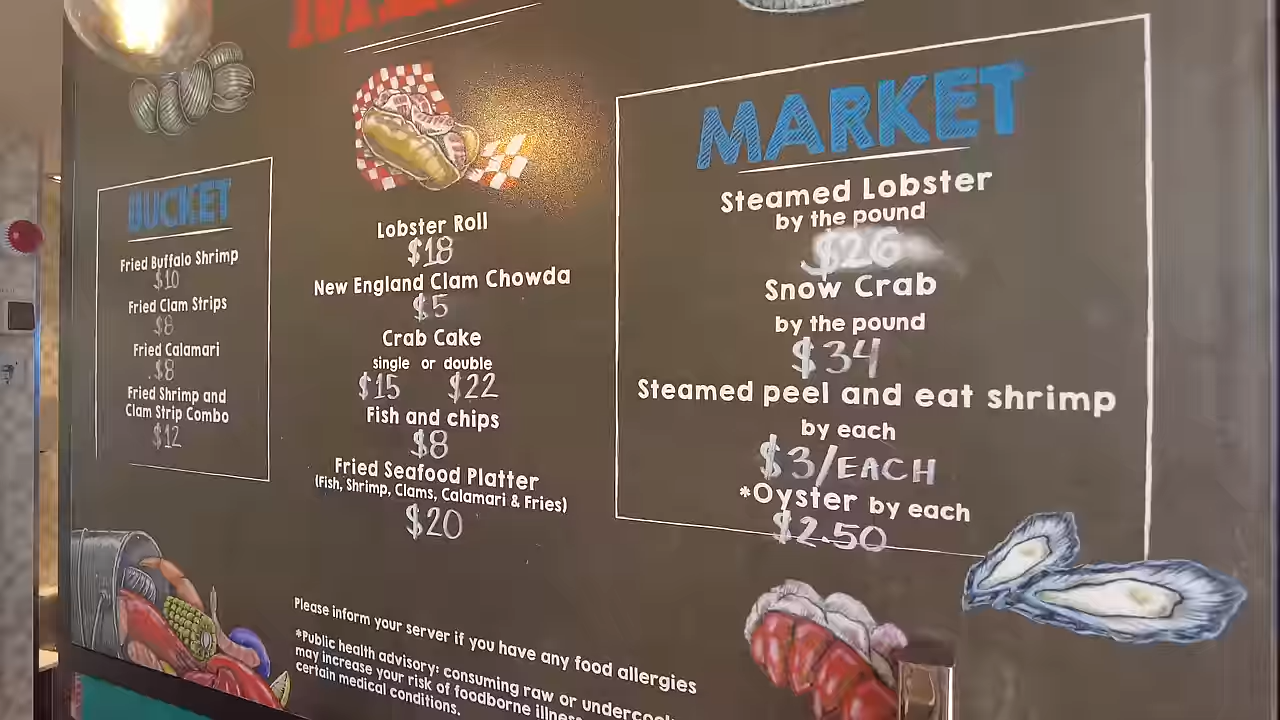 BUCKET
Fried Buffalo Shrimp
$10
Fried Clam Strips
$8
Fried Calamari
$8
Fried Shrimp and
Clam Strip Combo
$12
Lobster Roll
$18
New England Clam Chowda
$5
Crab Cake
single or double
$15 $22
Fish and chips
$8
Fried Seafood Platter
(Fish, Shrimp, Clams, Calamari & Fries)
$20
MARKET
Steamed Lobster
by the pound
$26
Snow Crab
by the pound
$34
Steamed peel and eat shrimp
by each
$3/EACH
*Oyster by each
$2.50
Please inform your server if you have any food allergies
*Public health advisory: consuming raw or
may increase your risk of foodborne
certain medical conditions.